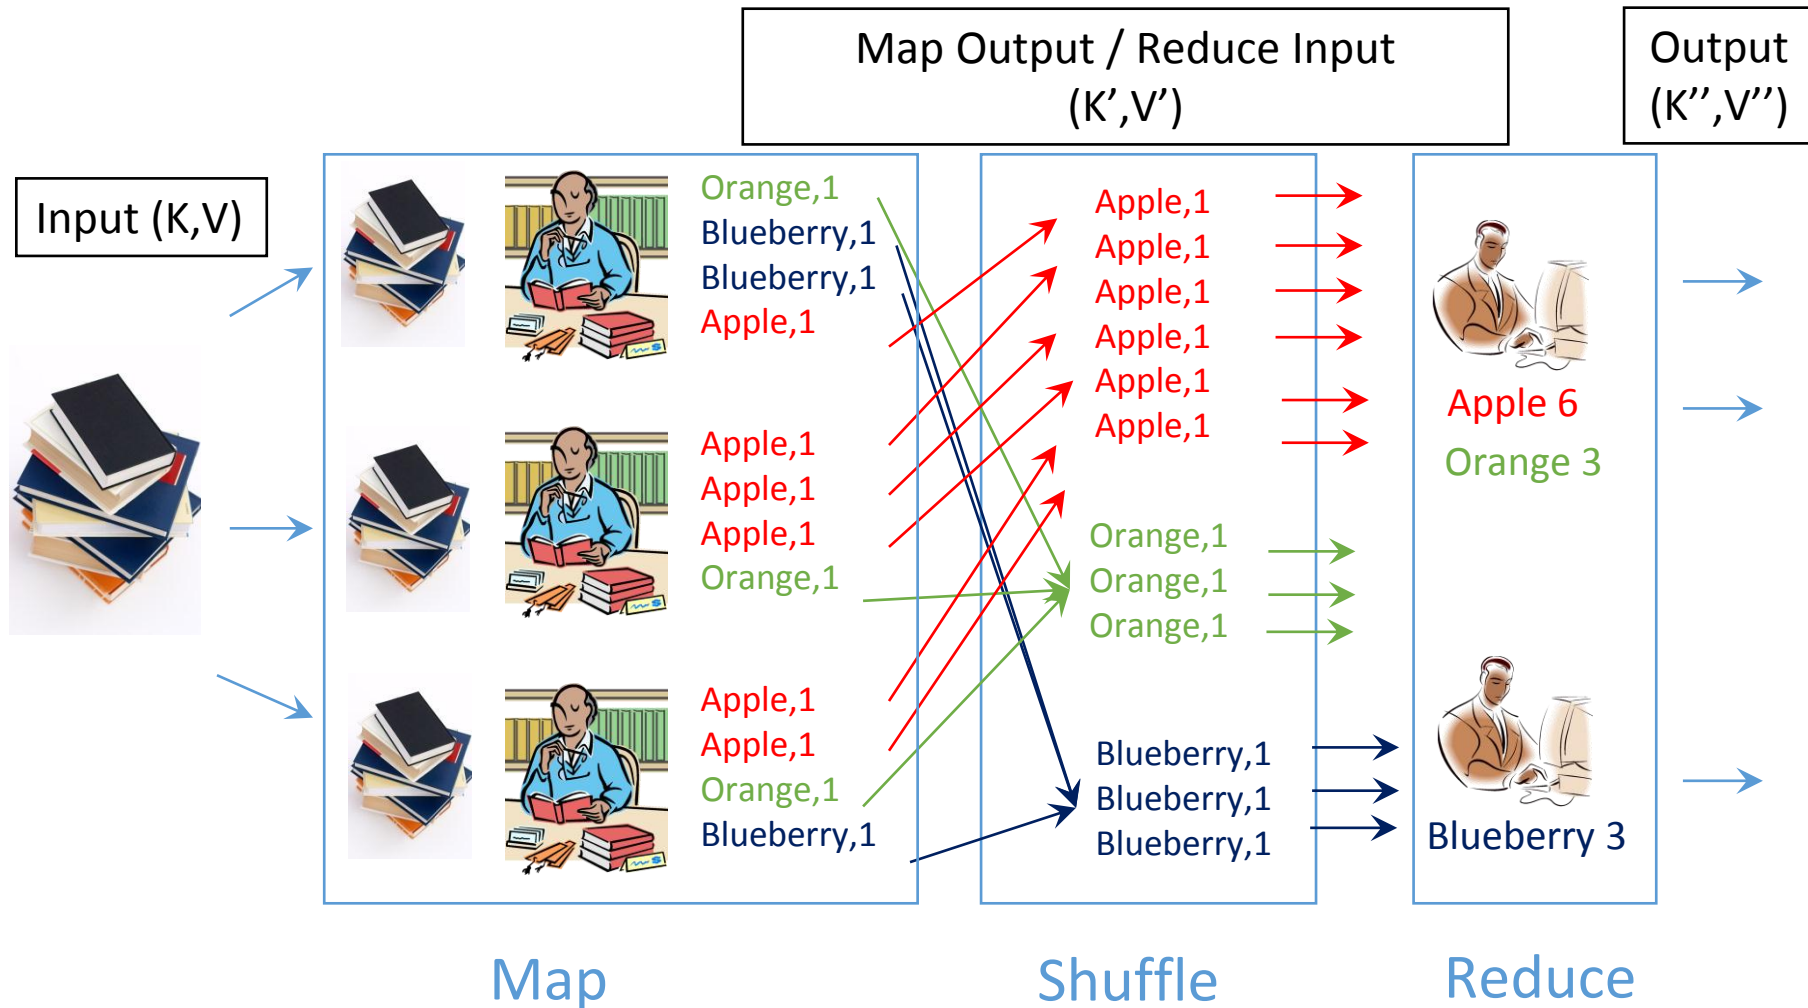 Map Output / Reduce Input
(K’,V’)
Output
(K’’,V’’)
Input (K,V)
Orange,1
Blueberry,1
Blueberry,1
Apple,1
Apple,1
Apple,1
Apple,1
Orange,1
Apple,1
Apple,1
Orange,1
Blueberry,1
Apple,1
Apple,1
Apple,1
Apple,1
Apple,1
Apple,1
Orange,1
Orange,1
Orange,1
Blueberry,1
Blueberry,1
Blueberry,1
Apple 6
Orange 3
Blueberry 3
Map
Shuffle
Reduce